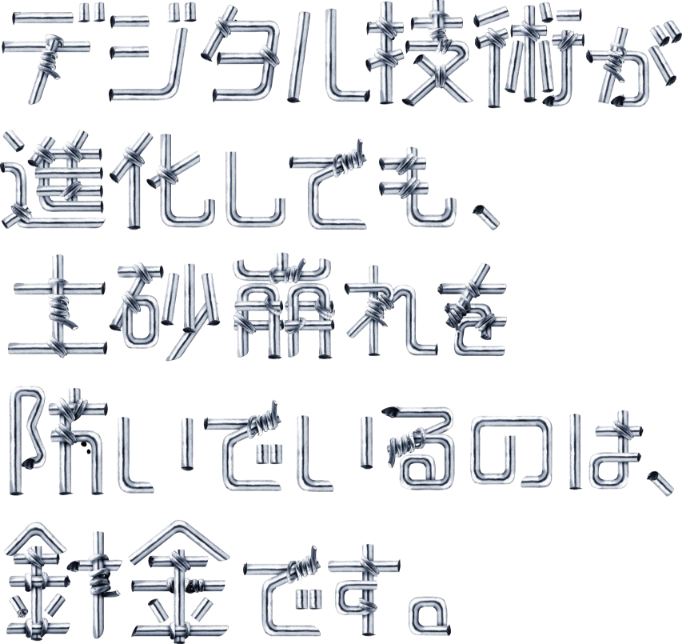 デジタル技術が
進化しても、
土砂崩れを
防いでいるのは、
針金です。